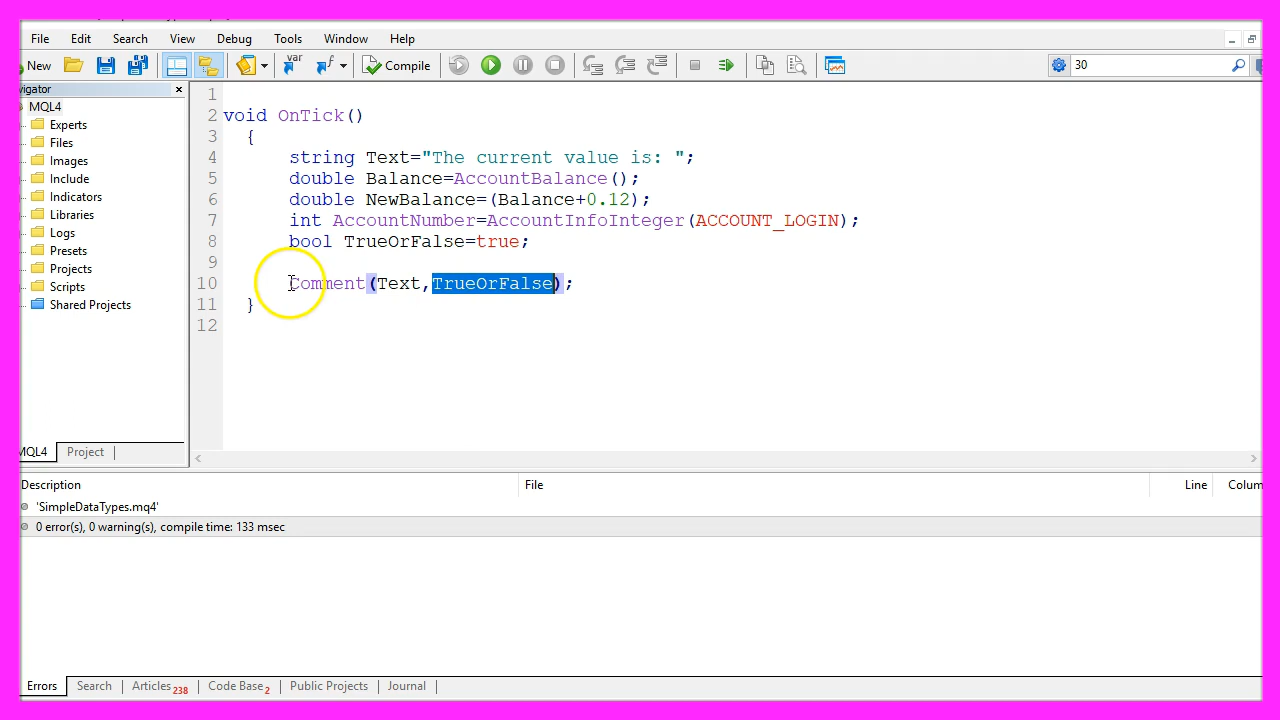 File Edit Search View Debug Tools Window Help
New Compile 30
vigator
MQL4
Experts
Files
Images
Include
Indicators
Libraries
Logs
Presets
Projects
Scripts
Shared Projects
MQL4 Project
1
2 void OnTick()
3 {
4 string Text="The current value is: ";
5 double Balance=AccountBalance();
6 double NewBalance=(Balance+0.12);
7 int AccountNumber=AccountInfoInteger(ACCOUNT_LOGIN);
8 bool TrueOrFalse=true;
9
10 Comment(Text,TrueOrFalse);
11 }
12
Description File Line Colum
'SimpleDataTypes.mq4'
0 error(s), 0 warning(s), compile time: 133 msec
Errors Search Articles 238 Code Base 2 Public Projects Journal